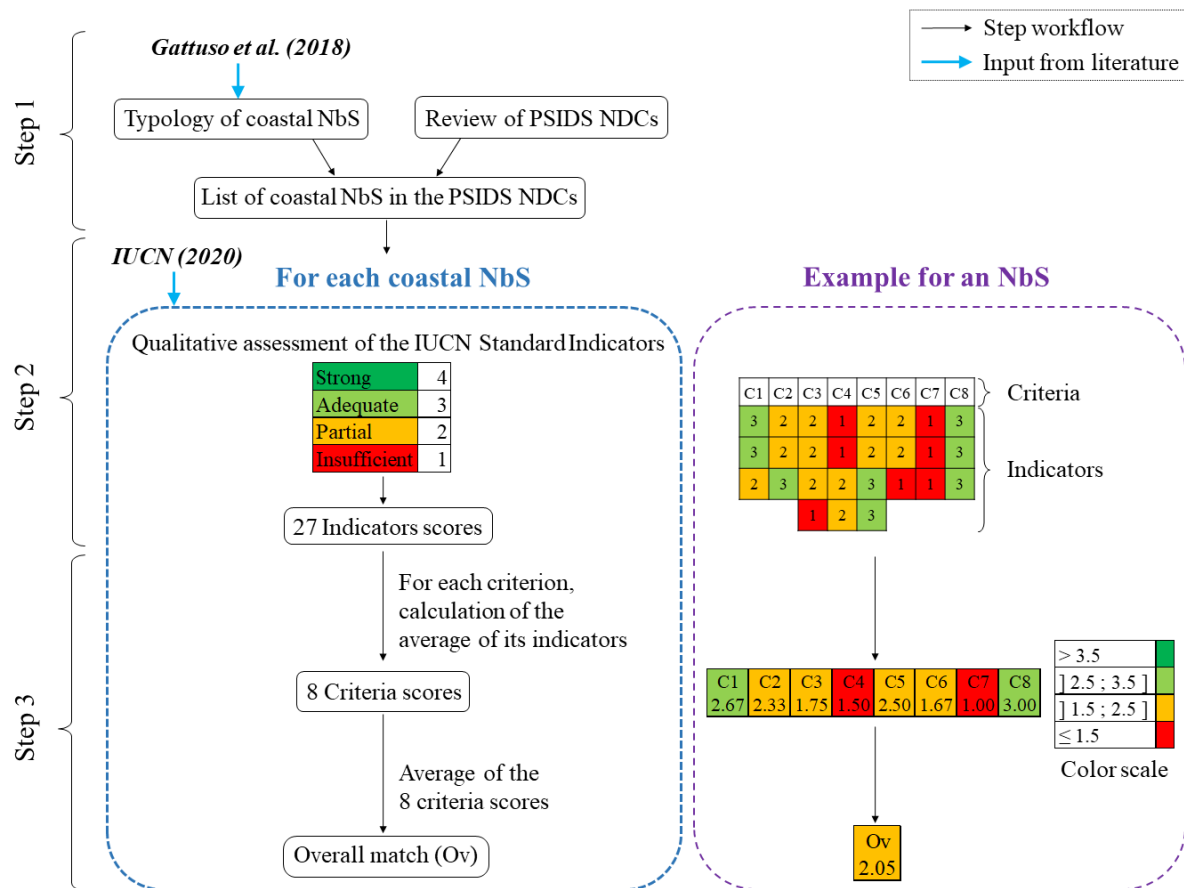 Step workflow
Input from literature
Step 1
Gattuso et al. (2018)
Typology of coastal NbS
Review of PSIDS NDCs
List of coastal NbS in the PSIDS NDCs
Step 2
IUCN (2020)
For each coastal NbS
Qualitative assessment of the IUCN Standard Indicators
Strong 4
Adequate 3
Partial 2
Insufficient 1
27 Indicators scores
Step 3
For each criterion,
calculation of the
average of its indicators
8 Criteria scores
Average of the
8 criteria scores
Overall match (Ov)
Example for an NbS
C1 C2 C3 C4 C5 C6 C7 C8
Criteria
3 2 2 1 2 2 1 3
3 2 2 1 2 2 1 3
2 3 2 2 3 1 1 3
1 2 3
Indicators
C1 C2 C3 C4 C5 C6 C7 C8
2.67 2.33 1.75 1.50 2.50 1.67 1.00 3.00
> 3.5
] 2.5 ; 3.5 ]
] 1.5 ; 2.5 ]
≤ 1.5
Color scale
Ov
2.05